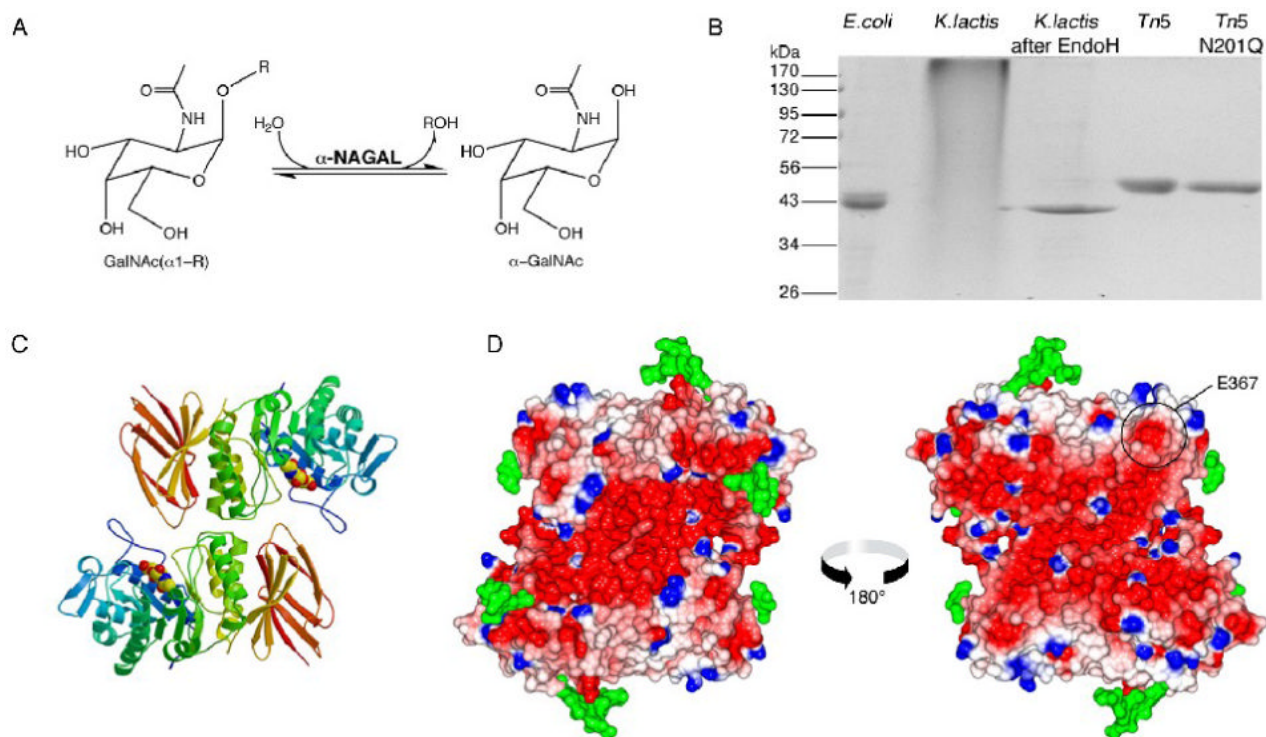 A
R
O
O
NH
HO
O
OH
OH
GalNAc(α1–R)
H₂O
ROH
α–NAGAL
OH
O
NH
HO
O
OH
OH
α–GalNAc
B
E.coli
K.lactis
K.lactis
after EndoH
Tn5
Tn5
N201Q
kDa
170
130
95
72
56
43
34
26
C
D
180°
E367